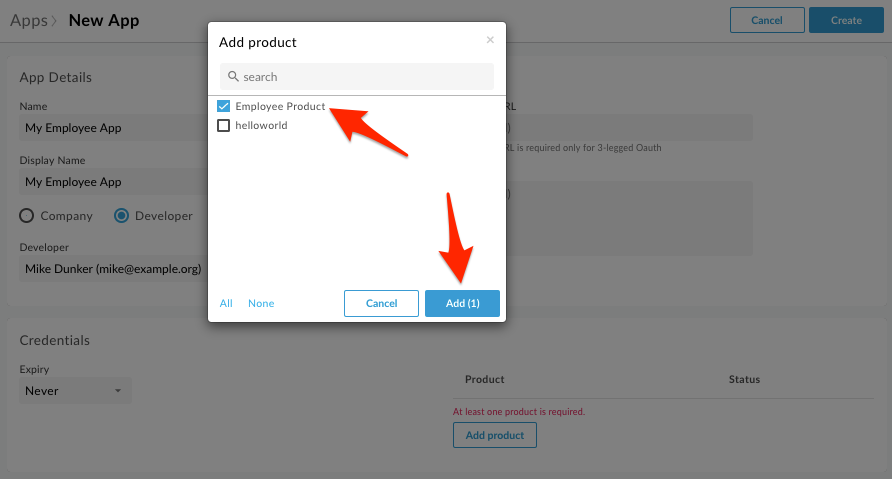 Apps New App
Cancel
Create
Add product
×
search
Employee Product
helloworld
All
None
Cancel
Add (1)
App Details
Name
My Employee App
Display Name
My Employee App
Company
Developer
Developer
Mike Dunker (mike@example.org)
is required only for 3-legged Oauth
Credentials
Expiry
Never
Product
Status
At least one product is required.
Add product